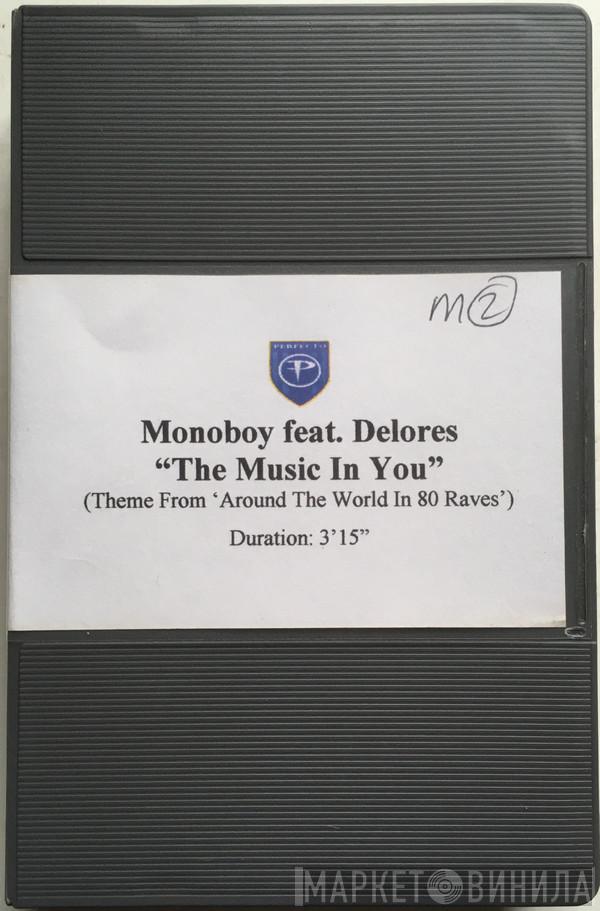 M②
PERFECTO
Monoboy feat. Delores
“The Music In You”
(Theme From ‘Around The World In 80 Raves’)
Duration: 3’15”
МАРКЕТ ВИНИЛА